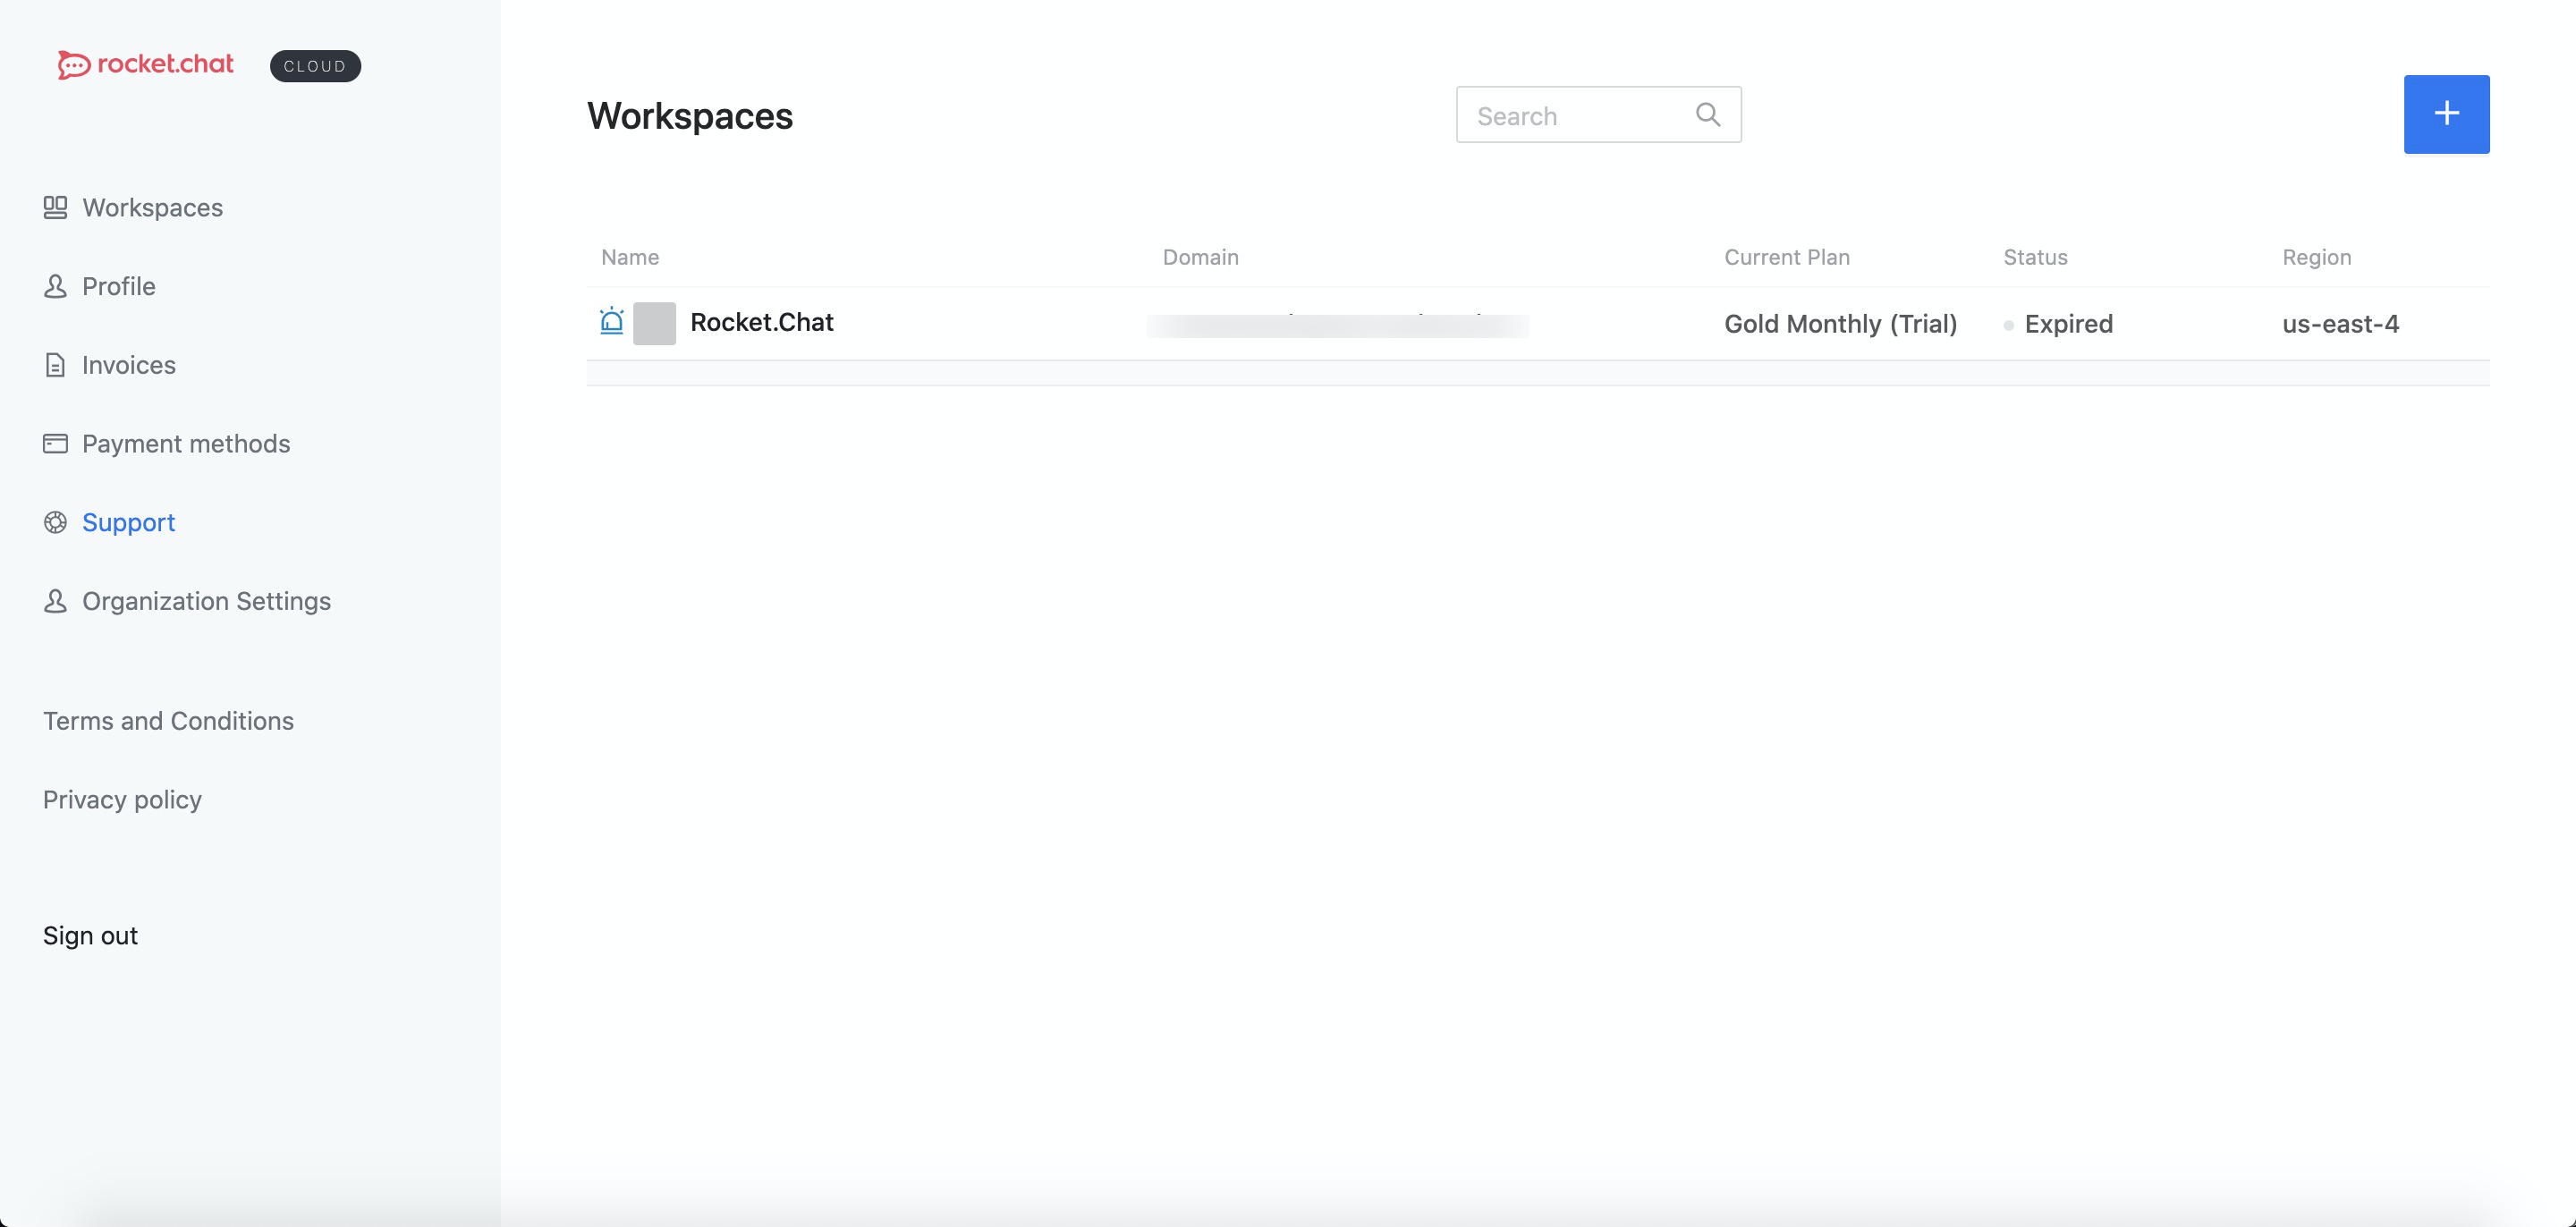 rocket.chat CLOUD
Workspaces
Profile
Invoices
Payment methods
Support
Organization Settings
Terms and Conditions
Privacy policy
Sign out
Workspaces
Search
Name Domain Current Plan Status Region
Rocket.Chat Gold Monthly (Trial) Expired us-east-4